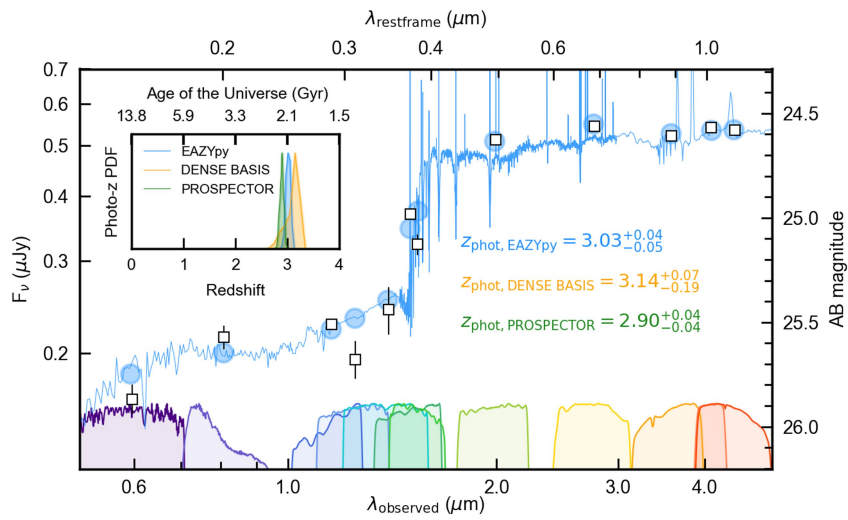 λrestframe (μm)
0.2 0.3 0.4 0.6 1.0
0.7
0.6
0.5
0.4
0.3
0.2
Fν (μJy)
Age of the Universe (Gyr)
13.8 5.9 3.3 2.1 1.5
EAZYpy
DENSE BASIS
PROSPECTOR
Photo-z PDF
0 1 2 3 4
Redshift
zphot, EAZYpy = 3.03+0.04−0.05
zphot, DENSE BASIS = 3.14+0.07−0.19
zphot, PROSPECTOR = 2.90+0.04−0.04
24.5
25.0
25.5
26.0
AB magnitude
0.6 1.0 2.0 3.0 4.0
λobserved (μm)